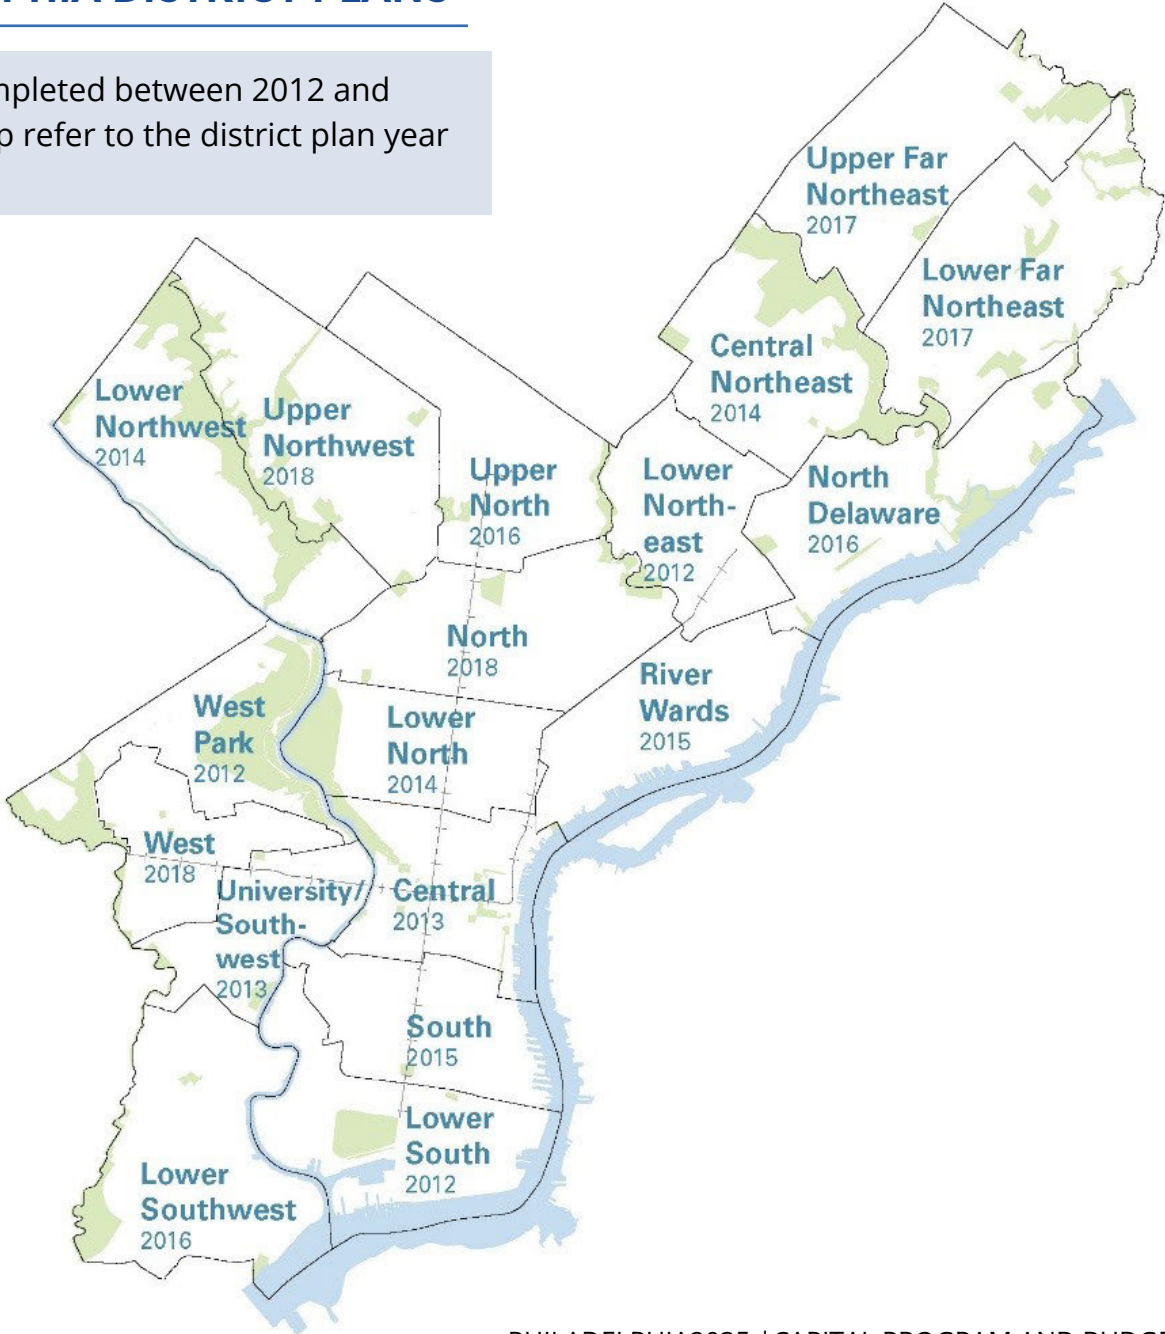 mpleted between 2012 and
p refer to the district plan year
Upper Far
Northeast
2017
Lower Far
Northeast
2017
Central
Northeast
2014
Lower
Northwest
2014
Upper
Northwest
2018
Upper
North
2016
Lower
North-
east
2012
North
Delaware
2016
North
2018
River
Wards
2015
West
Park
2012
Lower
North
2014
West
2018
University/
South-
west
2013
Central
2013
South
2015
Lower
South
2012
Lower
Southwest
2016